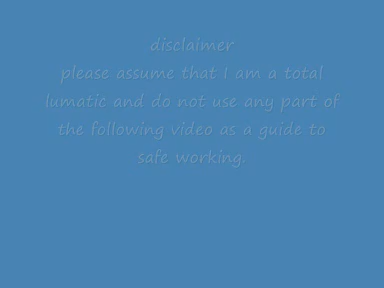 disclaimer
please assume that I am a total
lumatic and do not use any part of
the following video as a guide to
safe working.